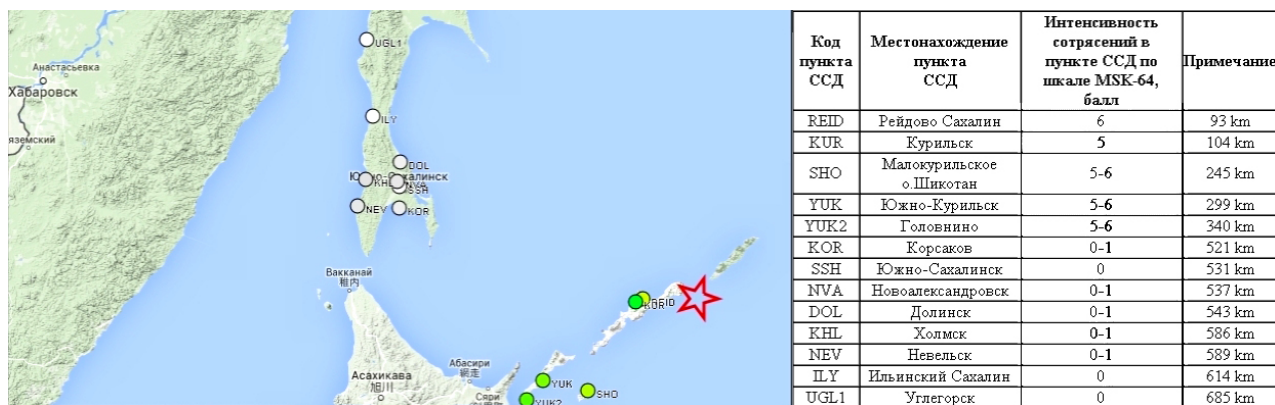 UGL1
Анастасьевка
Хабаровск
яземский
ILY
DOL
Южно-Сахалинск
KHL
NVA
SSH
NEV
KOR
Вакканай
稚内
REID
KUR
Абасири
網走
Асахикава
旭川
Сяри
YUK
SHO
YUK2
Код пункта ССД Местонахождение пункта ССД Интенсивность сотрясений в пункте ССД по шкале MSK-64, балл Примечание
REID Рейдово Сахалин 6 93 km
KUR Курильск 5 104 km
SHO Малокурильское о.Шикотан 5-6 245 km
YUK Южно-Курильск 5-6 299 km
YUK2 Головнино 5-6 340 km
KOR Корсаков 0-1 521 km
SSH Южно-Сахалинск 0 531 km
NVA Новоалександровск 0-1 537 km
DOL Долинск 0-1 543 km
KHL Холмск 0-1 586 km
NEV Невельск 0-1 589 km
ILY Ильинский Сахалин 0 614 km
UGL1 Углегорск 0 685 km